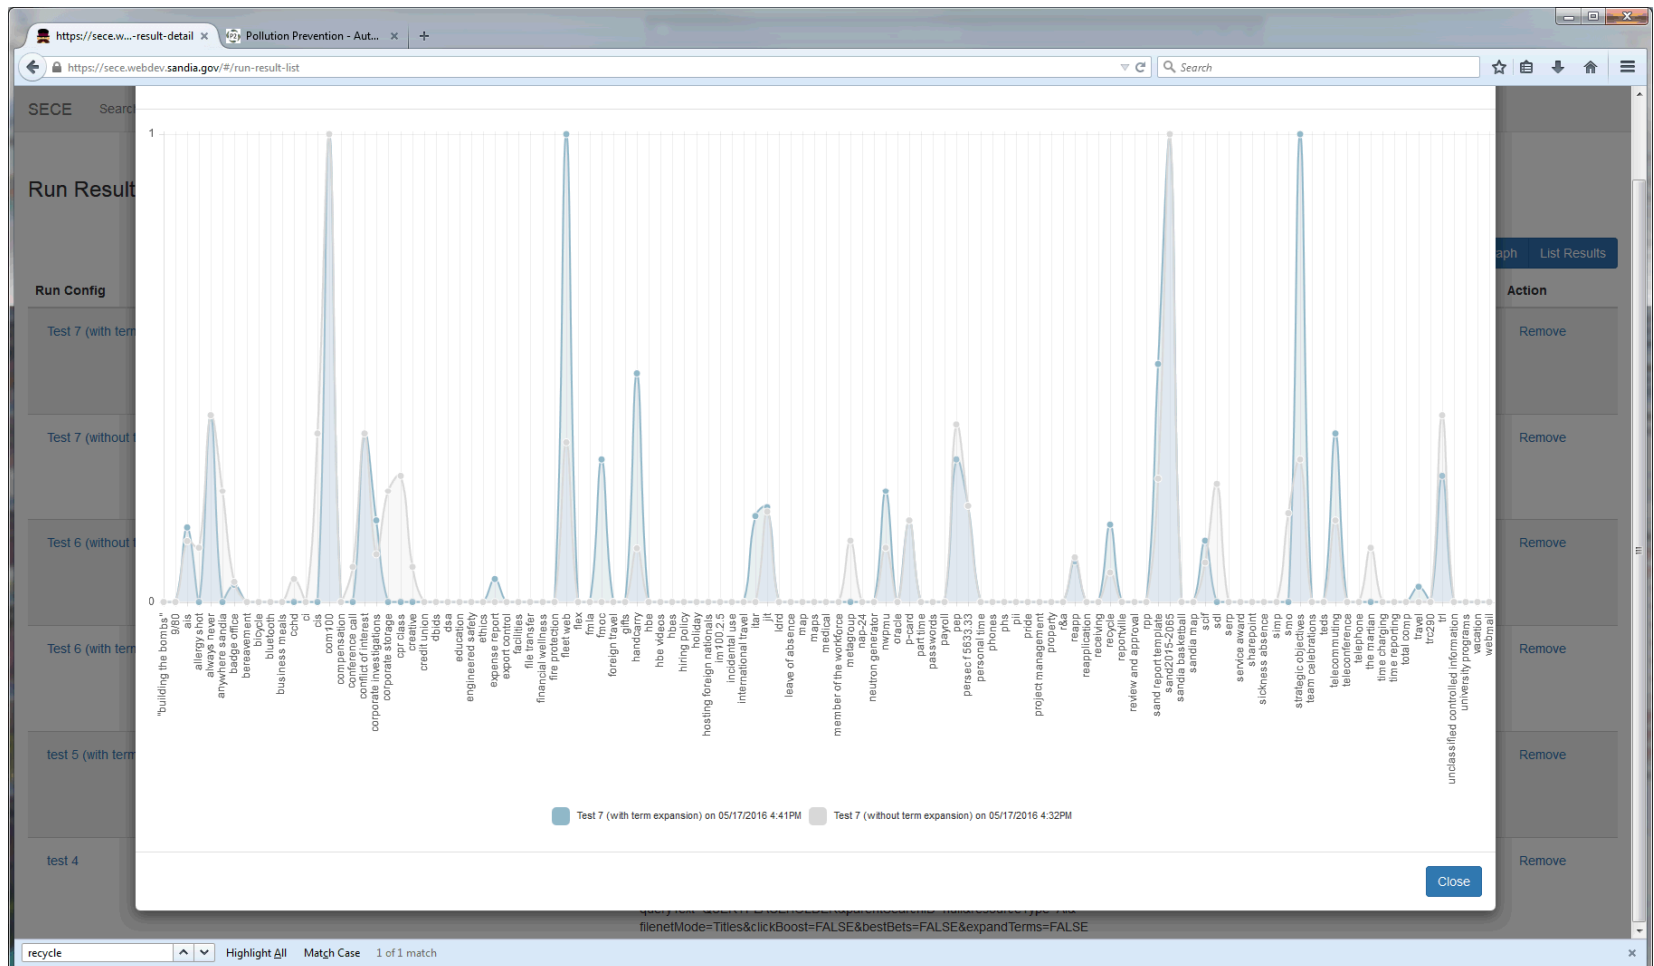 https://sece.w...-result-detail ×
Pollution Prevention - Aut... × +
https://sece.webdev.sandia.gov/#/run-result-list
Search
SECE Searc
Run Result
aph List Results
Run Config Action
Test 7 (with term Remove
Test 7 (without t Remove
Test 6 (without t Remove
Test 6 (with term Remove
test 5 (with term Remove
test 4 Remove
1
0
"building the bombs"
9/80
ais
allergy shot
always never
anywhere sandia
badge office
bereavement
bicycle
bluetooth
business meals
cchd
ci
cis
com100
compensation
conference call
conflict of interest
corporate investigations
corporate storage
cpr class
creative
credit union
dbids
dsa
education
engineered safety
ethics
expense report
export control
facilities
file transfer
financial wellness
fire protection
fleet web
flex
fmla
fmoc
foreign travel
gifts
handcarry
hbe
hbe videos
hbes
hiring policy
holiday
hosting foreign nationals
im100.2.5
incidental use
international travel
itar
jit
ldrd
leave of absence
map
maps
medical
member of the workforce
metagroup
nap-24
neutron generator
nwpmu
orace
p-card
part time
passwords
payroll
pep
persec f 5633.33
personal time
phones
phs
pil
pride
project management
property
r&a
reapp
reapplication
receiving
recycle
reportville
review and approval
rpp
sand report template
sand2015-2065
sandia basketball
sandia map
scif
sdl
serp
service award
sharepoint
sickness absence
simp
smo
strategic objectives
team celebrations
teds
telecommuting
teleconference
telephone
the martian
time charging
time reporting
total comp
travel
trc290
tri
unclassified controlled information
university programs
vacation
webmail
Test 7 (with term expansion) on 05/17/2016 4:41PM
Test 7 (without term expansion) on 05/17/2016 4:32PM
Close
filenetMode=Titles&clickBoost=FALSE&bestBets=FALSE&expandTerms=FALSE
recycle Highlight All Match Case 1 of 1 match ×